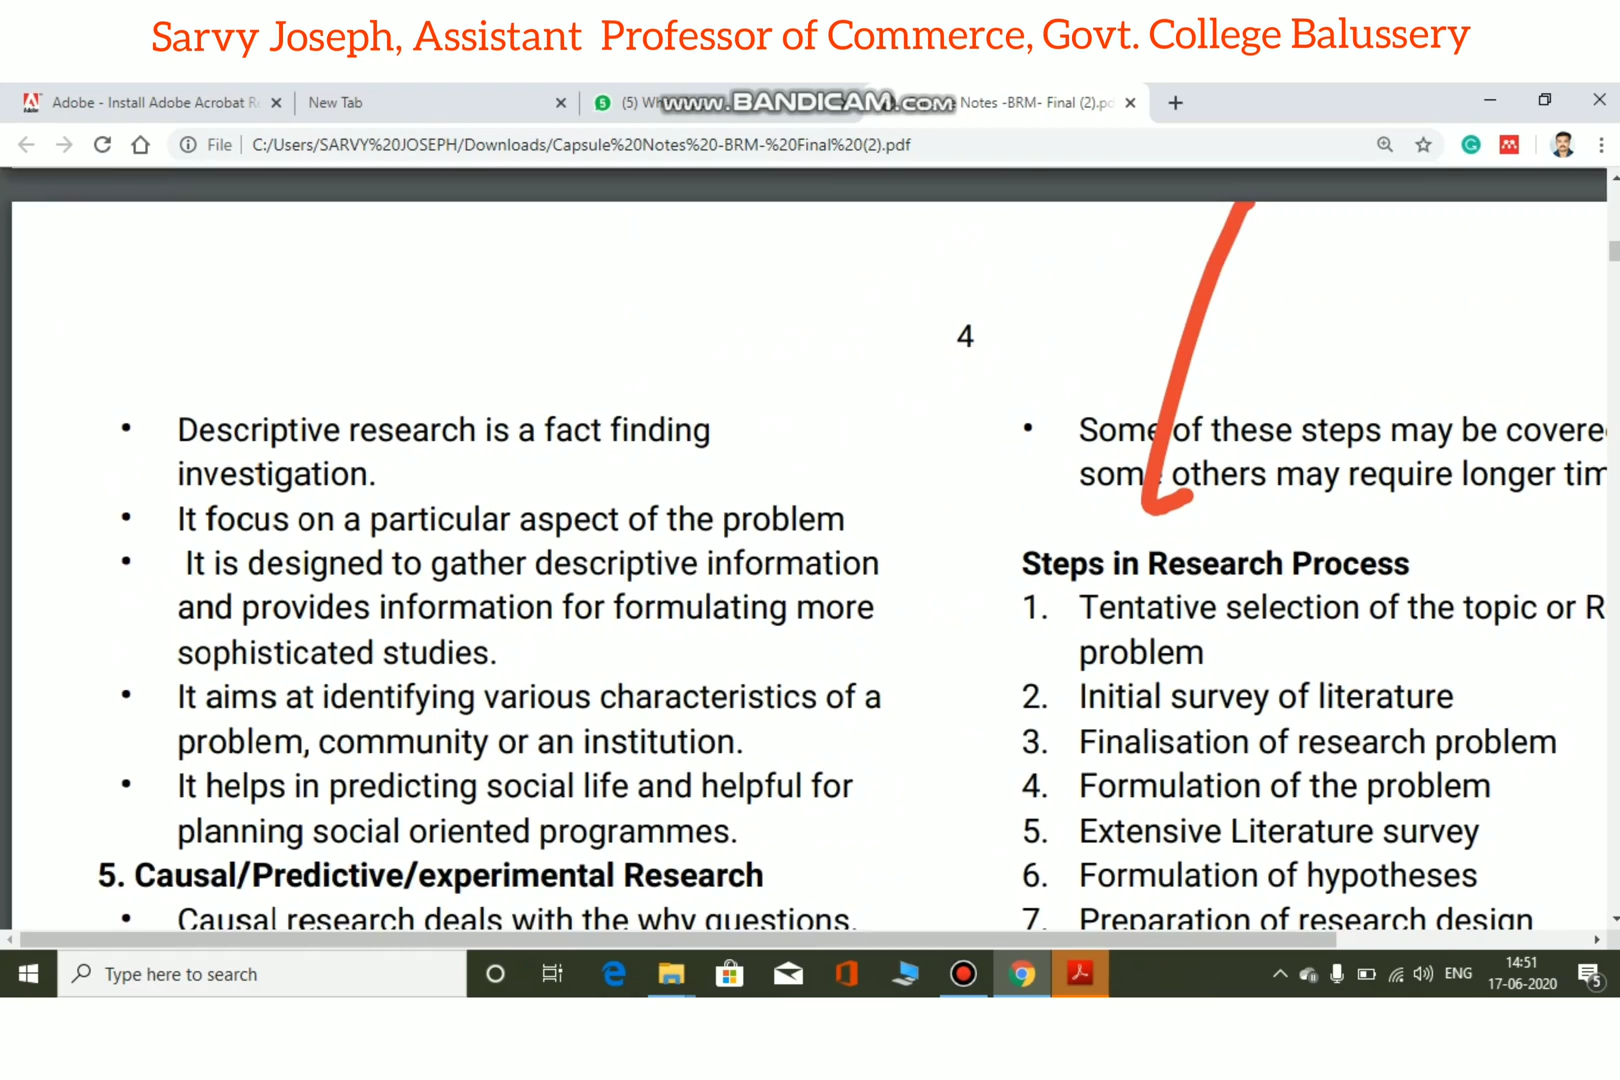 Sarvy Joseph, Assistant Professor of Commerce, Govt. College Balussery
Adobe - Install Adobe Acrobat Re
New Tab
(5) Wh
www.BANDICAM.com
Notes -BRM- Final (2).pd
File
C:/Users/SARVY%20JOSEPH/Downloads/Capsule%20Notes%20-BRM-%20Final%20(2).pdf
4
• Descriptive research is a fact finding
investigation.
• It focus on a particular aspect of the problem
• It is designed to gather descriptive information
and provides information for formulating more
sophisticated studies.
• It aims at identifying various characteristics of a
problem, community or an institution.
• It helps in predicting social life and helpful for
planning social oriented programmes.
5. Causal/Predictive/experimental Research
• Causal research deals with the why questions.
• Some of these steps may be covere
some others may require longer tim
Steps in Research Process
1. Tentative selection of the topic or R
problem
2. Initial survey of literature
3. Finalisation of research problem
4. Formulation of the problem
5. Extensive Literature survey
6. Formulation of hypotheses
7. Preparation of research design
Type here to search
ENG
14:51
17-06-2020
5